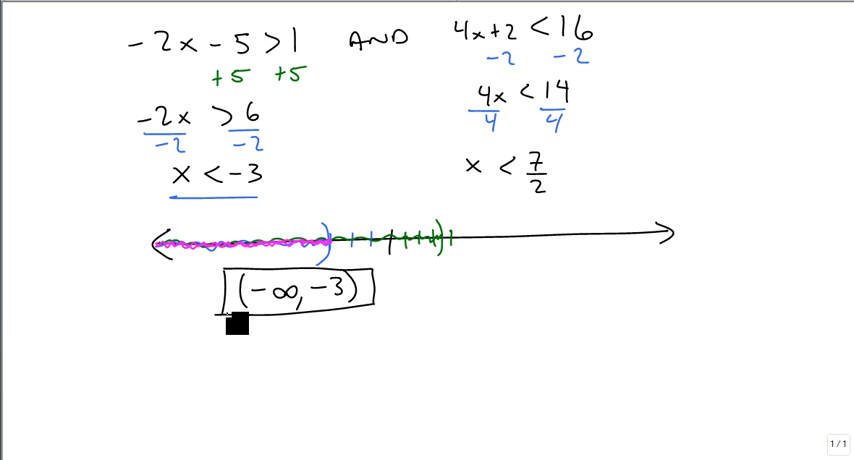 -2x - 5 > 1 AND 4x+2 < 16
+5 +5 -2 -2
-2x > 6 4x < 14
-2 -2 4 4
x < -3 x < 7/2
(-∞, -3)
1 / 1